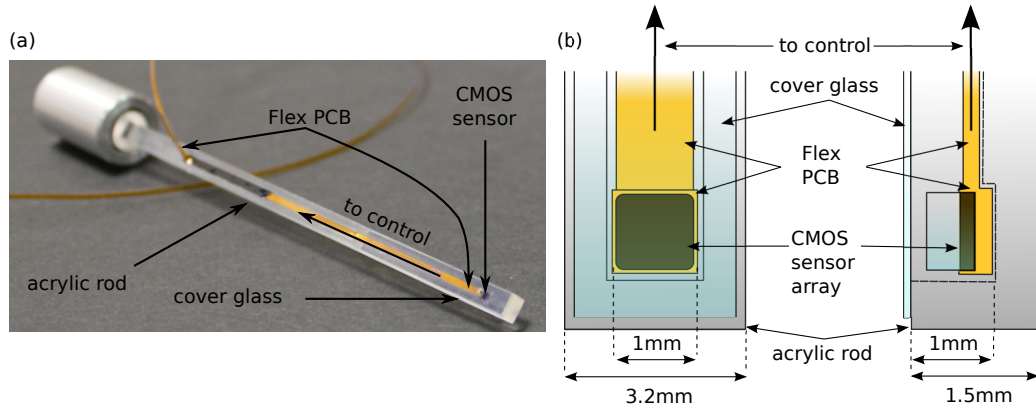 (a)
Flex PCB
CMOS
sensor
to control
acrylic rod
cover glass
(b)
to control
cover glass
Flex
PCB
CMOS
sensor
array
acrylic rod
1mm
1mm
3.2mm
1.5mm